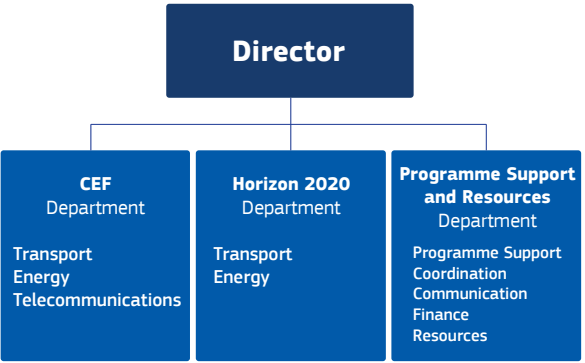 Director
CEF
Department
Transport
Energy
Telecommunications
Horizon 2020
Department
Transport
Energy
Programme Support
and Resources
Department
Programme Support
Coordination
Communication
Finance
Resources